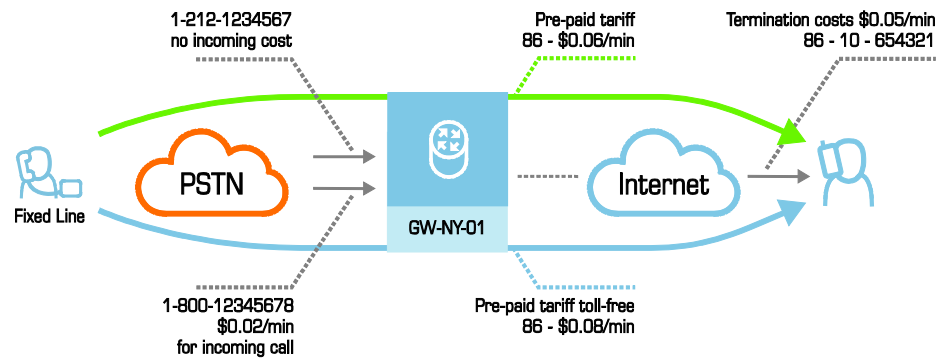 1-212-1234567
no incoming cost
Pre-paid tariff
86 - $0.06/min
Termination costs $0.05/min
86 - 10 - 654321
Fixed Line
PSTN
GW-NY-01
Internet
1-800-12345678
$0.02/min
for incoming call
Pre-paid tariff toll-free
86 - $0.08/min